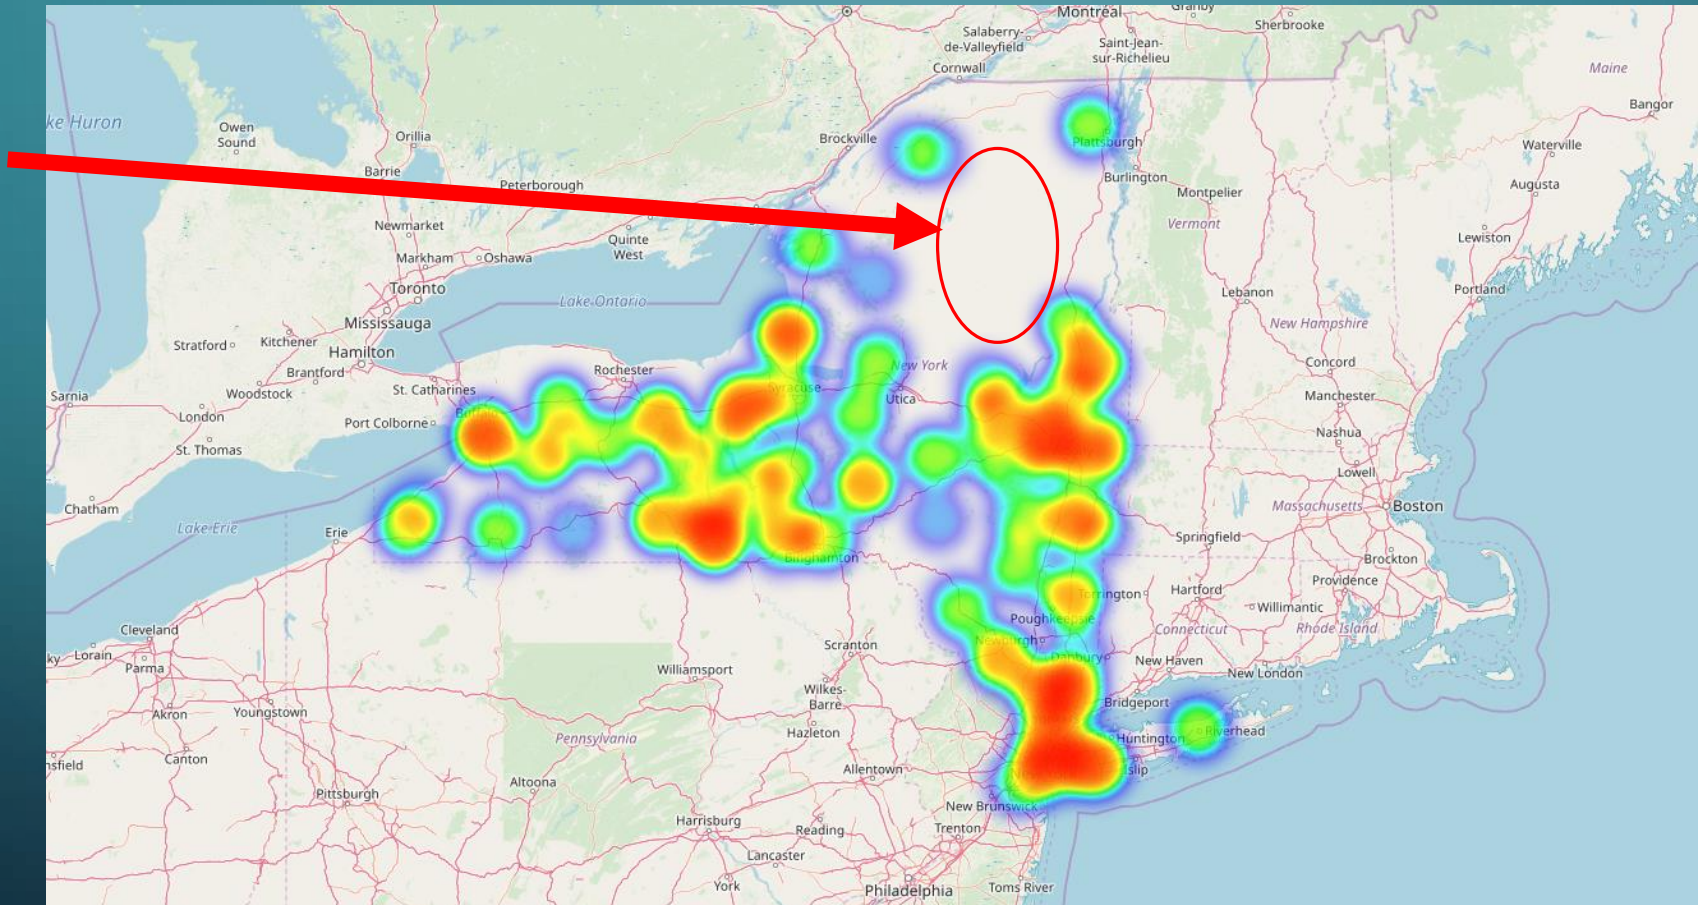 Montréal
Granby
Sherbrooke
Salaberry-
de-Valleyfield
Saint-Jean-
sur-Richelieu
Cornwall
Maine
Bangor
ke Huron
Owen
Sound
Orillia
Brockville
Plattsburgh
Waterville
Barrie
Peterborough
Burlington
Montpelier
Augusta
Newmarket
Quinte
West
Vermont
Lewiston
Markham
Oshawa
Toronto
Lake Ontario
Lebanon
Portland
Mississauga
New Hampshire
Stratford
Kitchener
Hamilton
Concord
Brantford
Rochester
New York
Sarnia
Woodstock
St. Catharines
Syracuse
Utica
Manchester
London
Port Colborne
Nashua
St. Thomas
Lowell
Chatham
Massachusetts
Boston
Lake Erie
Erie
Springfield
Binghamton
Brockton
Torrington
Hartford
Providence
Willimantic
Cleveland
Poughkeepsie
Connecticut
Rhode Island
ky
Lorain
Parma
Scranton
Newburgh
Danbury
New Haven
Williamsport
New London
Wilkes-
Barre
Akron
Youngstown
Bridgeport
Pennsylvania
Hazleton
Huntington
Riverhead
nsfield
Canton
Altoona
Allentown
Islip
Pittsburgh
New Brunswick
Harrisburg
Reading
Trenton
Lancaster
York
Philadelphia
Toms River